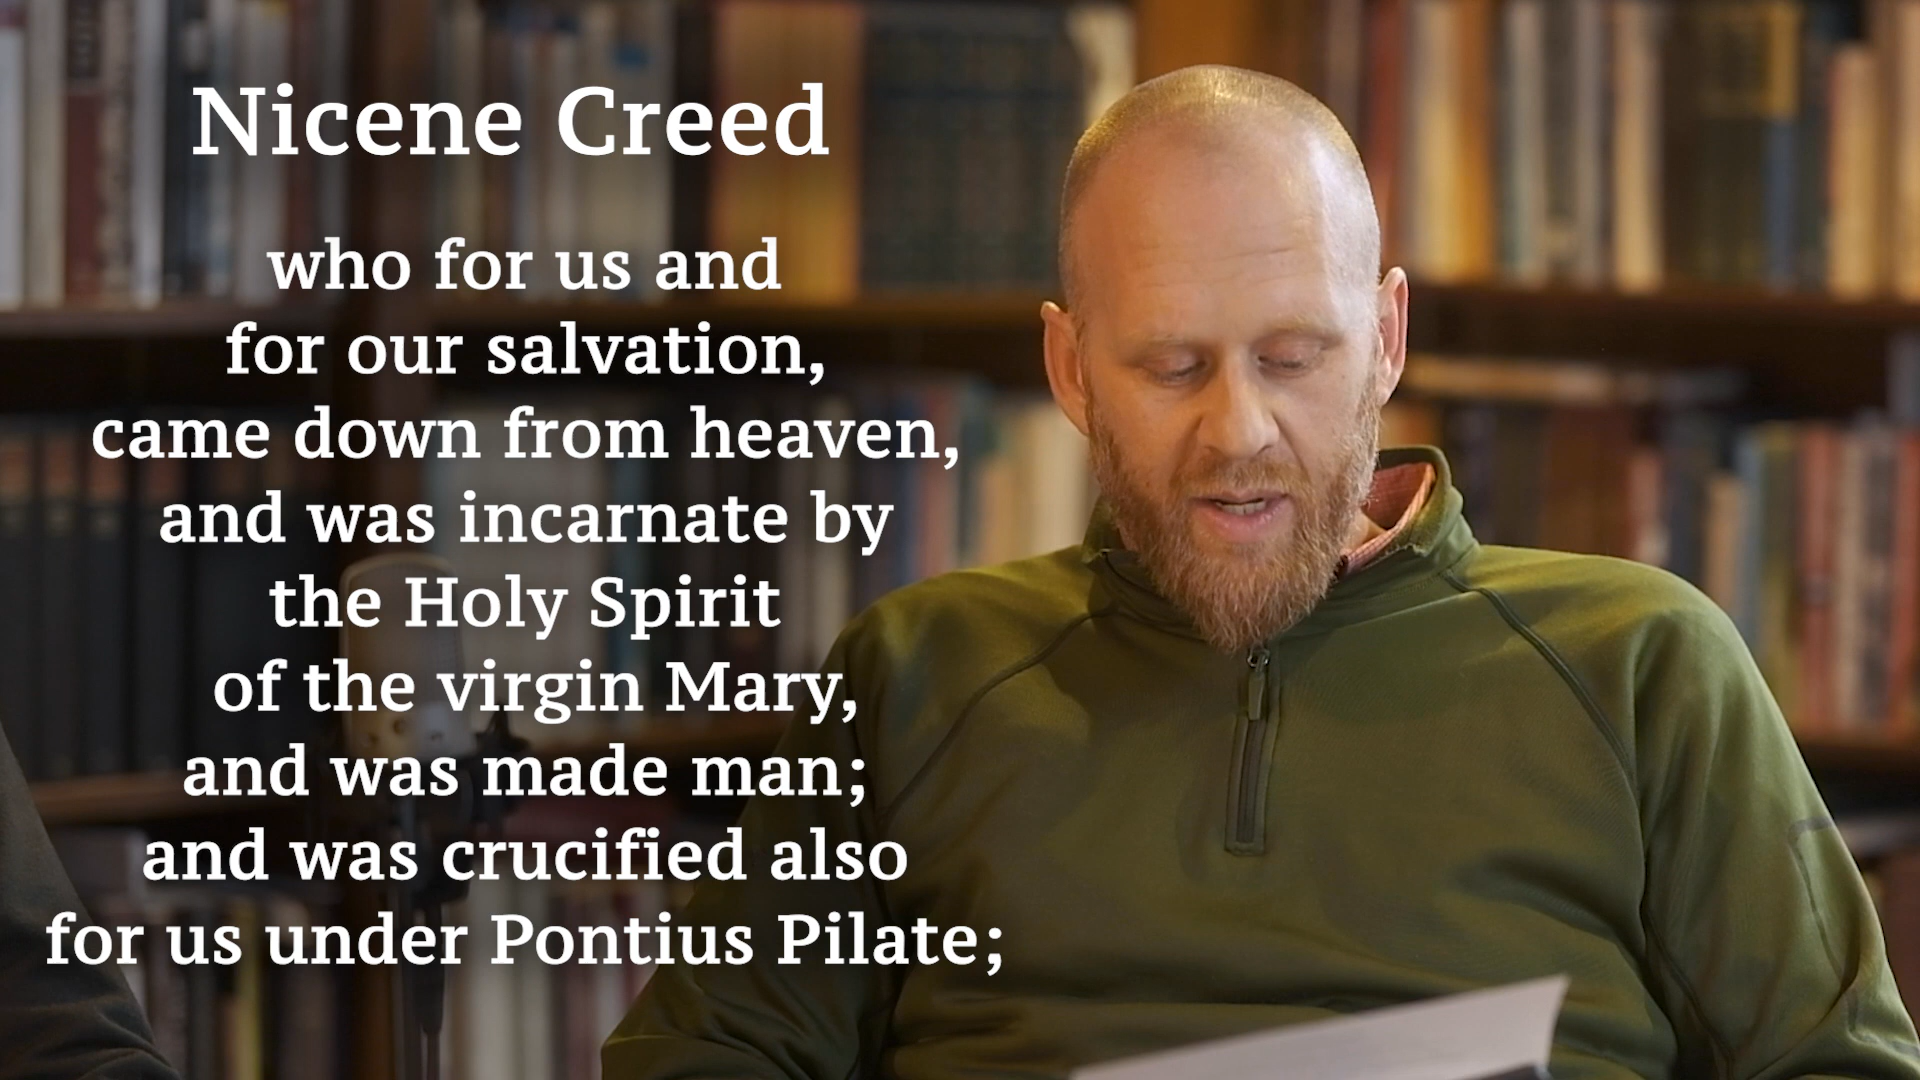 Nicene Creed
who for us and
for our salvation,
came down from heaven,
and was incarnate by
the Holy Spirit
of the virgin Mary,
and was made man;
and was crucified also
for us under Pontius Pilate;